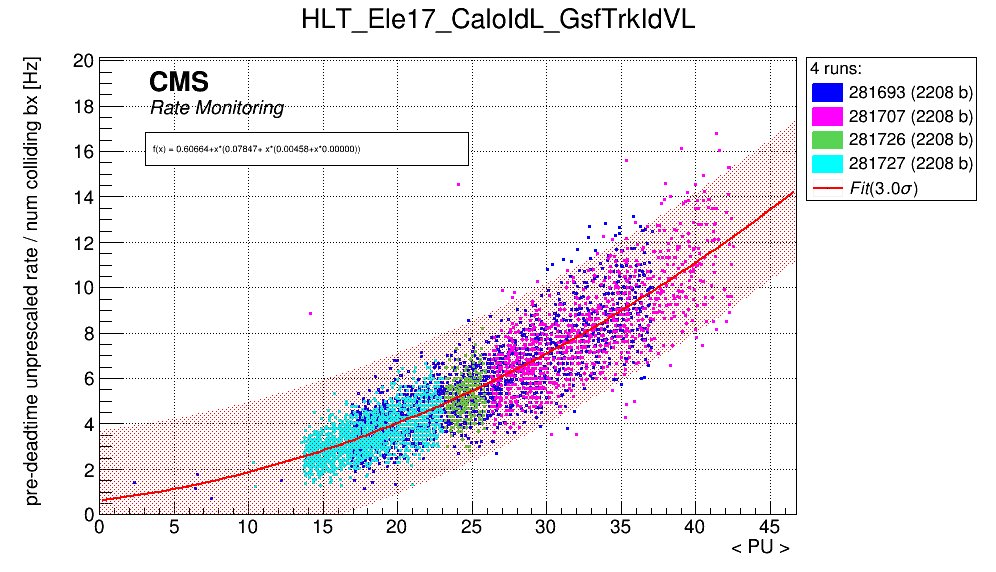 HLT_Ele17_CaloIdL_GsfTrkIdVL
pre-deadtime unprescaled rate / num colliding bx [Hz]
CMS
Rate Monitoring
f(x) = 0.60664+x*(0.07847+ x*(0.00458+x*0.00000))
20
18
16
14
12
10
8
6
4
2
0
0 5 10 15 20 25 30 35 40 45
< PU >
4 runs:
281693 (2208 b)
281707 (2208 b)
281726 (2208 b)
281727 (2208 b)
Fit(3.0σ)